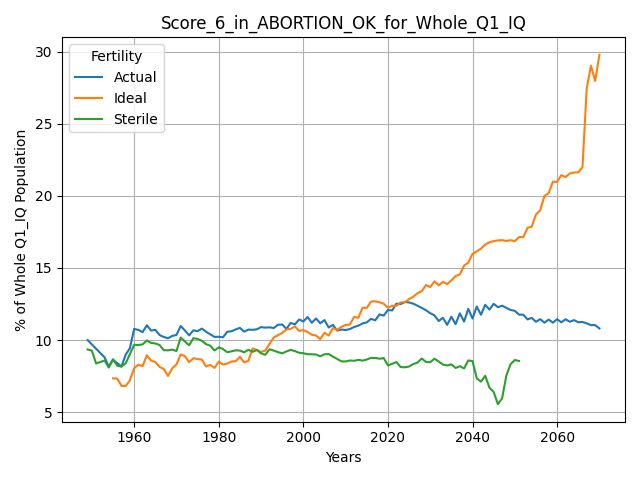 Score_6_in_ABORTION_OK_for_Whole_Q1_IQ
Fertility
Actual
Ideal
Sterile
% of Whole Q1_IQ Population
30
25
20
15
10
5
1960 1980 2000 2020 2040 2060
Years